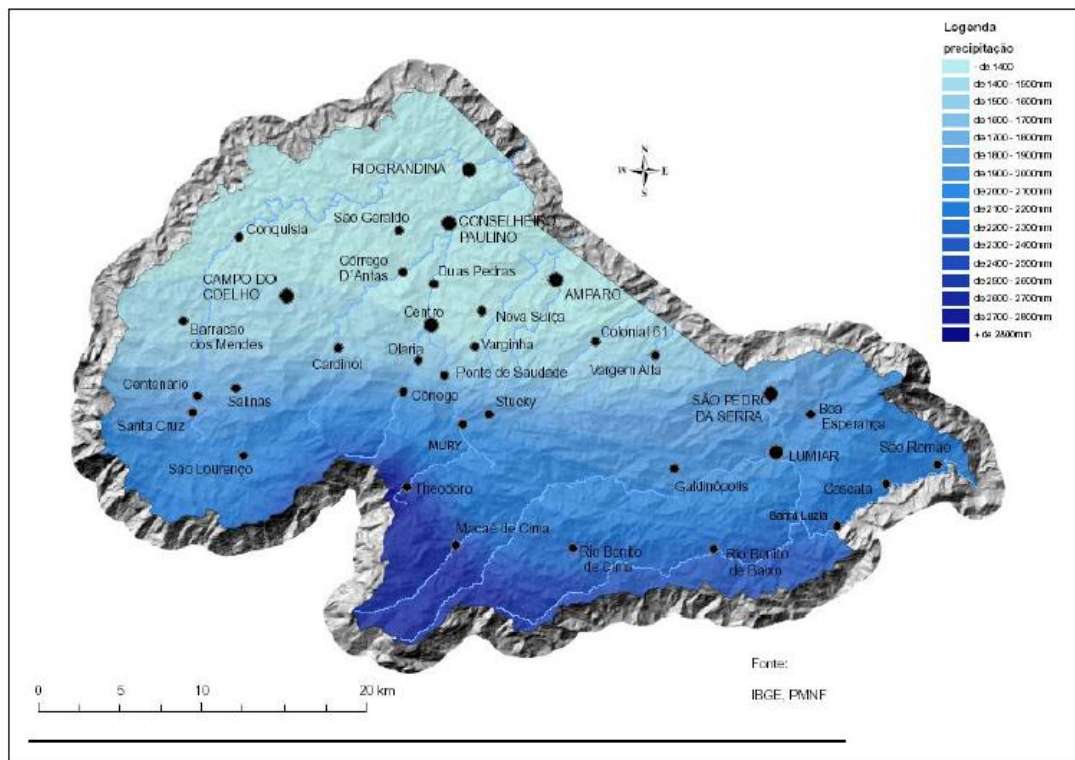 Legenda
precipitação
- de 1400
de 1400 - 1500mm
de 1500 - 1600mm
de 1600 - 1700mm
de 1700 - 1800mm
de 1800 - 1900mm
de 1900 - 2000mm
de 2000 - 2100mm
de 2100 - 2200mm
de 2200 - 2300mm
de 2300 - 2400mm
de 2400 - 2500mm
de 2500 - 2600mm
de 2600 - 2700mm
de 2700 - 2800mm
+ de 2800mm
N
W E
S
RIOGRANDINA
São Geraldo
CONSELHEIRO
PAULINO
Conquista
Córrego
D'Antas
Duas Pedras
CAMPO DO
COELHO
AMPARO
Centro
Nova Suiça
Barracão
dos Mendes
Colonial 61
Cardinot
Olaria
Varginha
Vargem Alta
Ponte de Saudade
Centenário
Salinas
Cônego
Stucky
SÃO PEDRO
DA SERRA
Boa
Esperança
Santa Cruz
MURY
São Lourenço
LUMIAR
São Romão
Theodoro
Galdinópolis
Cascata
Macaé de Cima
Santa Luzia
Rio Bonito
de Cima
Rio Bonito
de Baixo
Fonte:
IBGE, PMNF
0 5 10 20 km